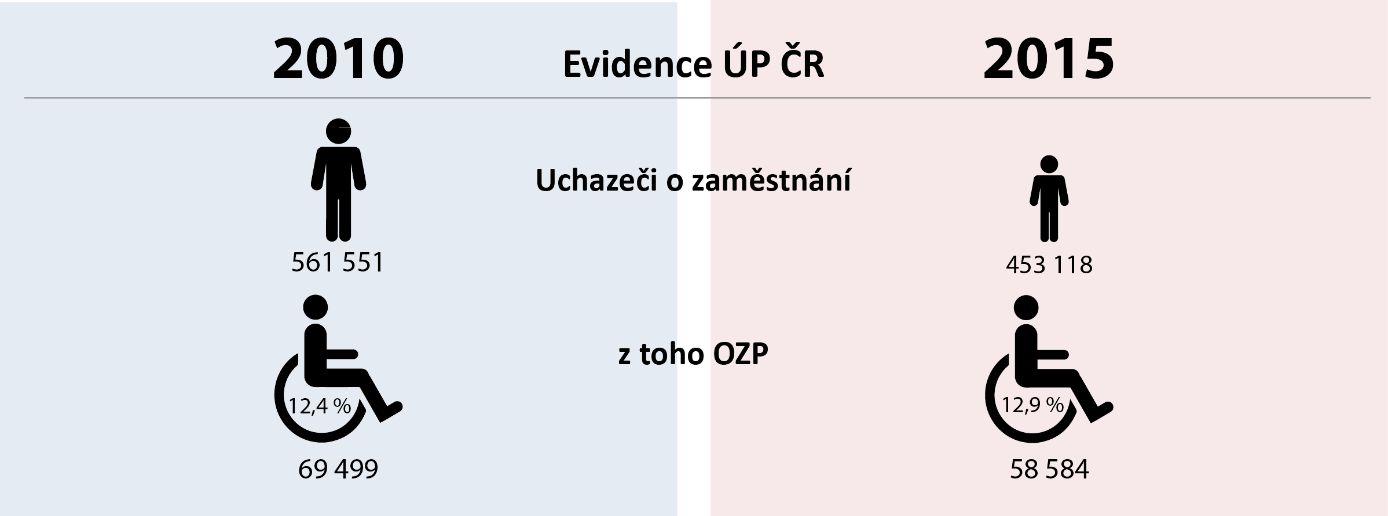 2010 Evidence ÚP ČR 2015
Uchazeči o zaměstnání
561 551 453 118
z toho OZP
12,4 % 12,9 %
69 499 58 584